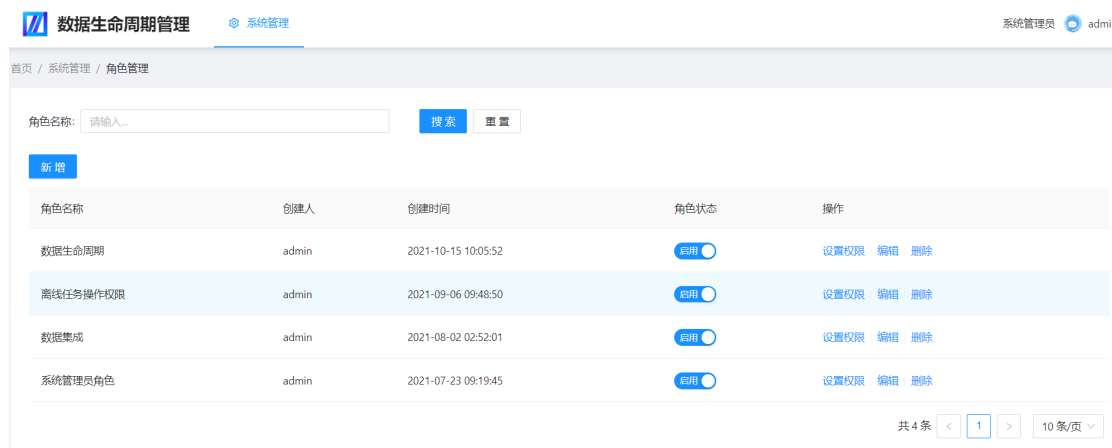 数据生命周期管理 系统管理 系统管理员 admi
首页 / 系统管理 / 角色管理
角色名称: 请输入... 搜索 重置
新增
角色名称 创建人 创建时间 角色状态 操作
数据生命周期 admin 2021-10-15 10:05:52 启用 设置权限 编辑 删除
离线任务操作权限 admin 2021-09-06 09:48:50 启用 设置权限 编辑 删除
数据集成 admin 2021-08-02 02:52:01 启用 设置权限 编辑 删除
系统管理员角色 admin 2021-07-23 09:19:45 启用 设置权限 编辑 删除
共 4 条 < 1 > 10 条/页